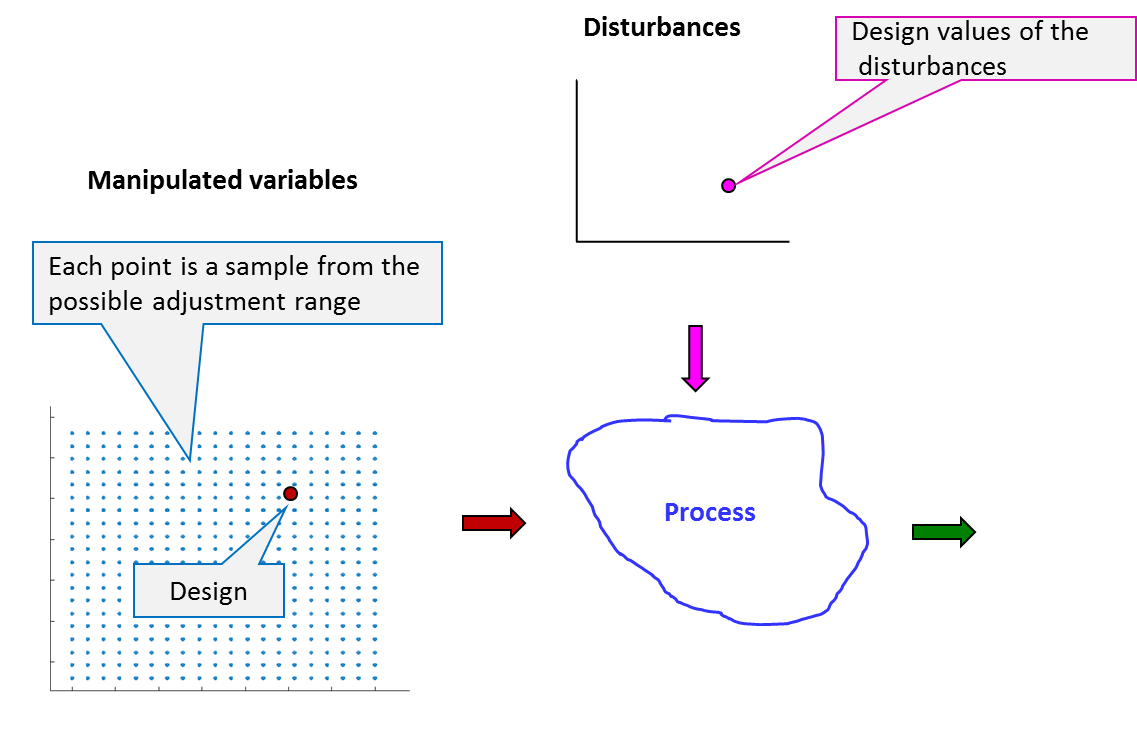 Disturbances
Design values of the
disturbances
Manipulated variables
Each point is a sample from the
possible adjustment range
Design
Process